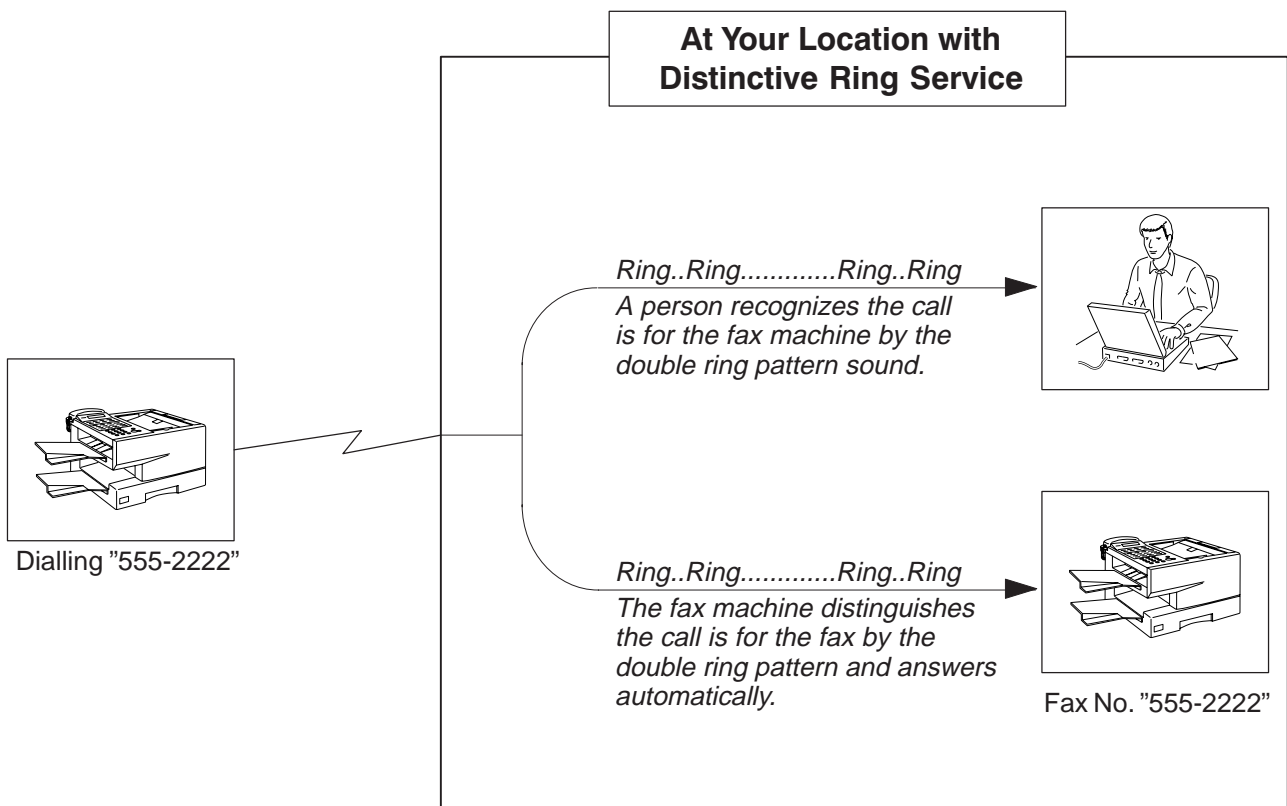 At Your Location with
Distinctive Ring Service
Ring..Ring.............Ring..Ring
A person recognizes the call
is for the fax machine by the
double ring pattern sound.
Dialling ”555-2222”
Ring..Ring.............Ring..Ring
The fax machine distinguishes
the call is for the fax by the
double ring pattern and answers
automatically.
Fax No. ”555-2222”